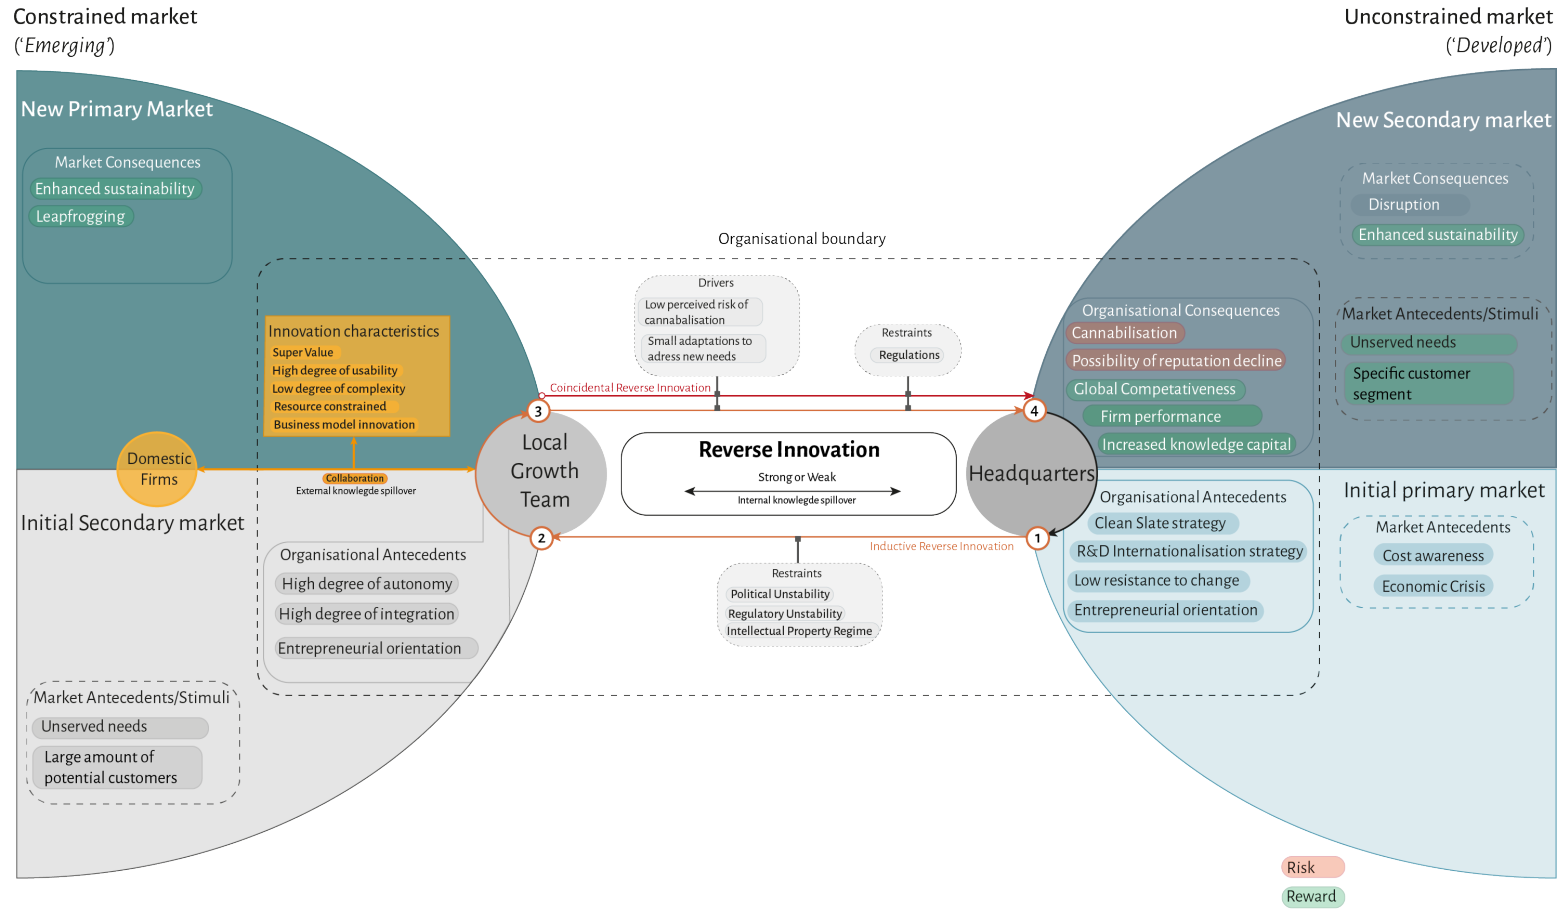 Constrained market
(‘Emerging’)
Unconstrained market
(‘Developed’)
New Primary Market
Market Consequences
Enhanced sustainability
Leapfrogging
New Secondary market
Market Consequences
Disruption
Enhanced sustainability
Market Antecedents/Stimuli
Unserved needs
Specific customer
segment
Organisational boundary
Drivers
Low perceived risk of
cannabalisation
Small adaptations to
adress new needs
Restraints
Regulations
Coincidental Reverse Innovation
Innovation characteristics
Super Value
High degree of usability
Low degree of complexity
Resource constrained
Business model innovation
Organisational Consequences
Cannabilisation
Possibility of reputation decline
Global Competativeness
Firm performance
Increased knowledge capital
3
4
Local
Growth
Team
Reverse Innovation
Strong or Weak
Internal knowlegde spillover
Headquarters
Domestic
Firms
Collaboration
External knowlegde spillover
2
1
Inductive Reverse Innovation
Restraints
Political Unstability
Regulatory Unstability
Intellectual Property Regime
Initial Secondary market
Organisational Antecedents
High degree of autonomy
High degree of integration
Entrepreneurial orientation
Market Antecedents/Stimuli
Unserved needs
Large amount of
potential customers
Organisational Antecedents
Clean Slate strategy
R&D Internationalisation strategy
Low resistance to change
Entrepreneurial orientation
Initial primary market
Market Antecedents
Cost awareness
Economic Crisis
Risk
Reward